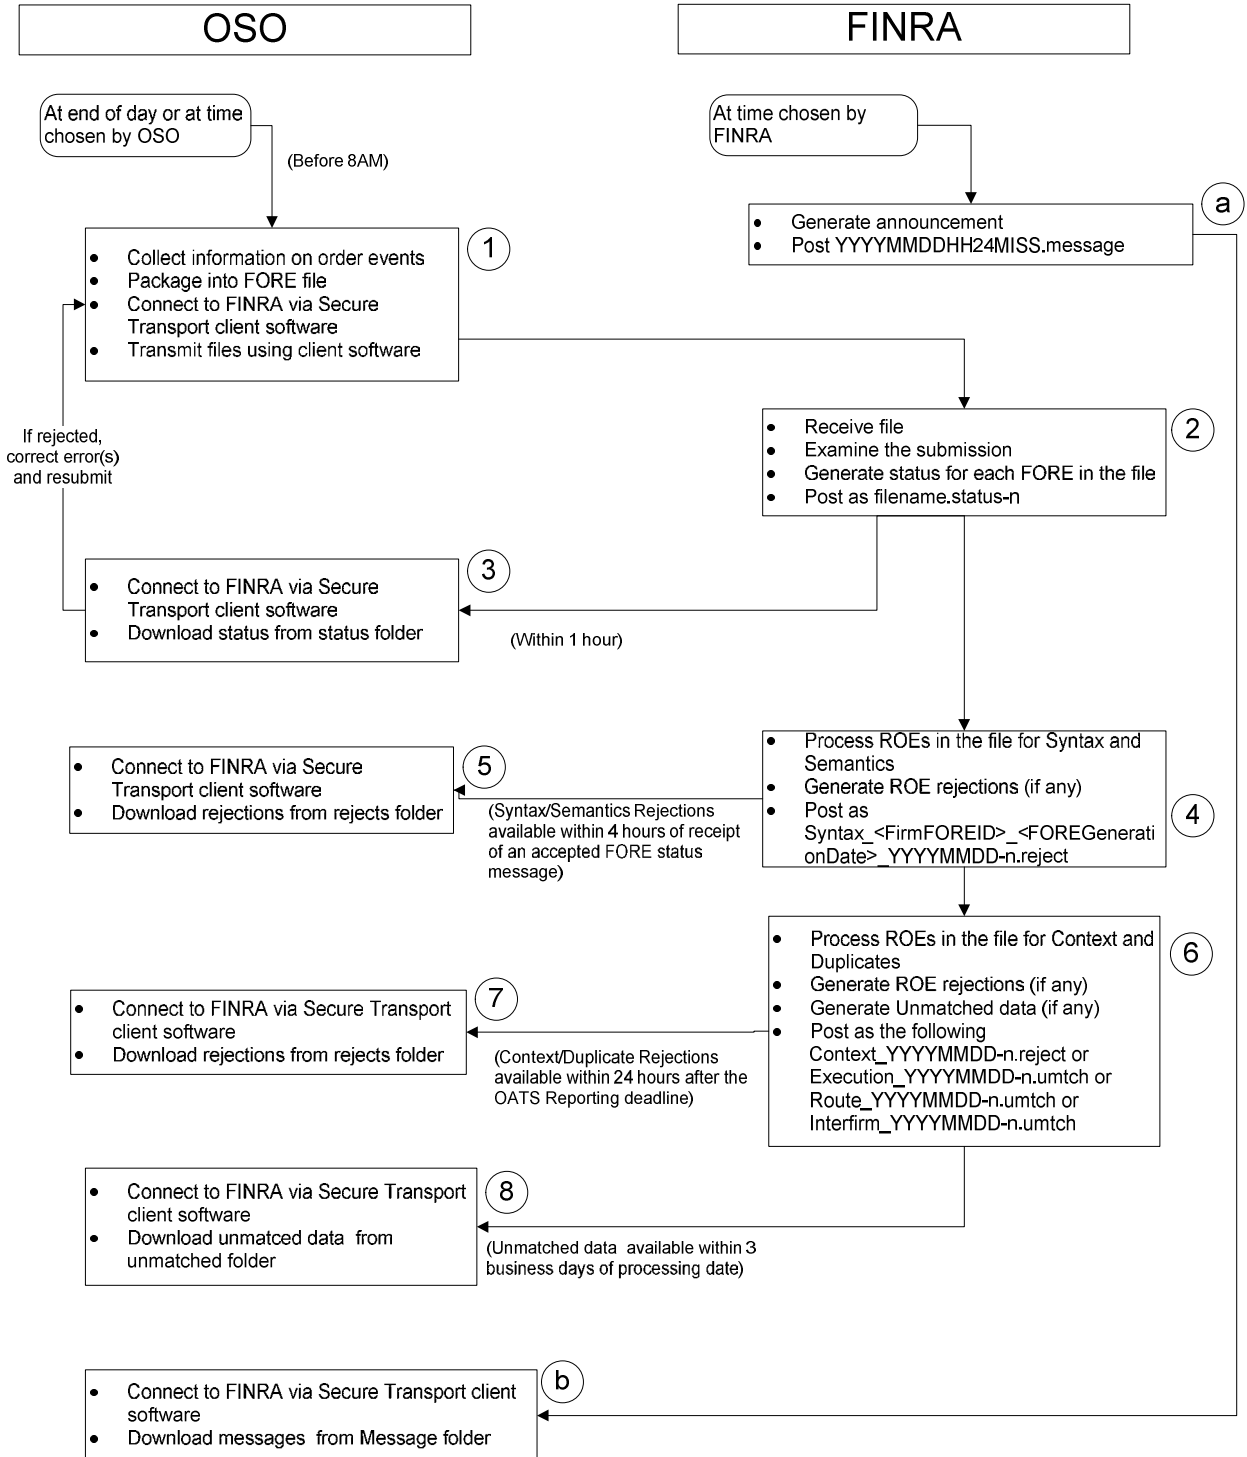 OSO
FINRA
At end of day or at time
chosen by OSO
At time chosen by
FINRA
(Before 8AM)
a
• Generate announcement
• Post YYYYMMDDHH24MISS.message
1
• Collect information on order events
• Package into FORE file
• Connect to FINRA via Secure
Transport client software
• Transmit files using client software
If rejected,
correct error(s)
and resubmit
2
• Receive file
• Examine the submission
• Generate status for each FORE in the file
• Post as filename.status-n
3
• Connect to FINRA via Secure
Transport client software
• Download status from status folder
(Within 1 hour)
4
• Process ROEs in the file for Syntax and
Semantics
• Generate ROE rejections (if any)
• Post as
Syntax_<FirmFOREID>_<FOREGenerati
onDate>_YYYYMMDD-n.reject
5
• Connect to FINRA via Secure
Transport client software
• Download rejections from rejects folder
(Syntax/Semantics Rejections
available within 4 hours of receipt
of an accepted FORE status
message)
6
• Process ROEs in the file for Context and
Duplicates
• Generate ROE rejections (if any)
• Generate Unmatched data (if any)
• Post as the following
Context_YYYYMMDD-n.reject or
Execution_YYYYMMDD-n.umtch or
Route_YYYYMMDD-n.umtch or
Interfirm_YYYYMMDD-n.umtch
7
• Connect to FINRA via Secure Transport
client software
• Download rejections from rejects folder
(Context/Duplicate Rejections
available within 24 hours after the
OATS Reporting deadline)
8
• Connect to FINRA via Secure Transport
client software
• Download unmatced data from
unmatched folder
(Unmatched data available within 3
business days of processing date)
b
• Connect to FINRA via Secure Transport client
software
• Download messages from Message folder